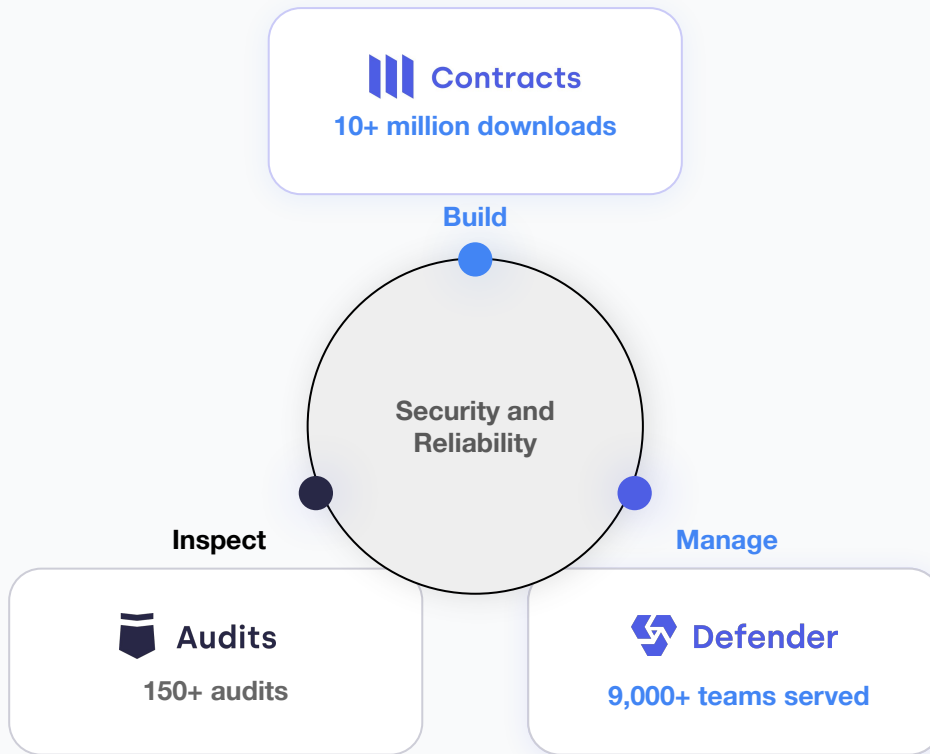 Contracts
10+ million downloads
Build
Security and
Reliability
Inspect
Manage
Audits
150+ audits
Defender
9,000+ teams served